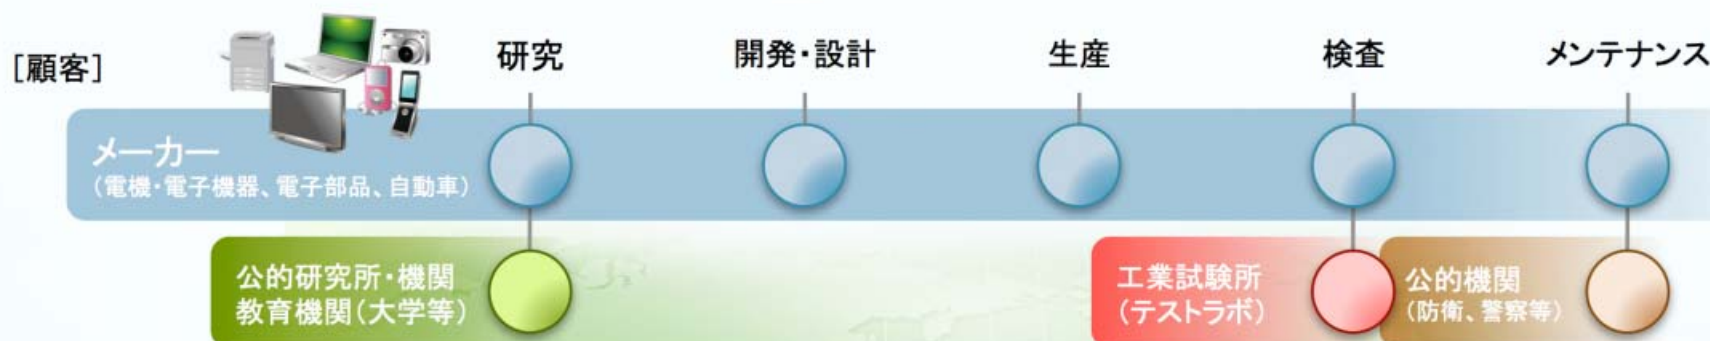 [顧客]
研究
開発・設計
生産
検査
メンテナンス
メーカー
(電機・電子機器、電子部品、自動車)
公的研究所・機関
教育機関(大学等)
工業試験所
(テストラボ)
公的機関
(防衛、警察等)